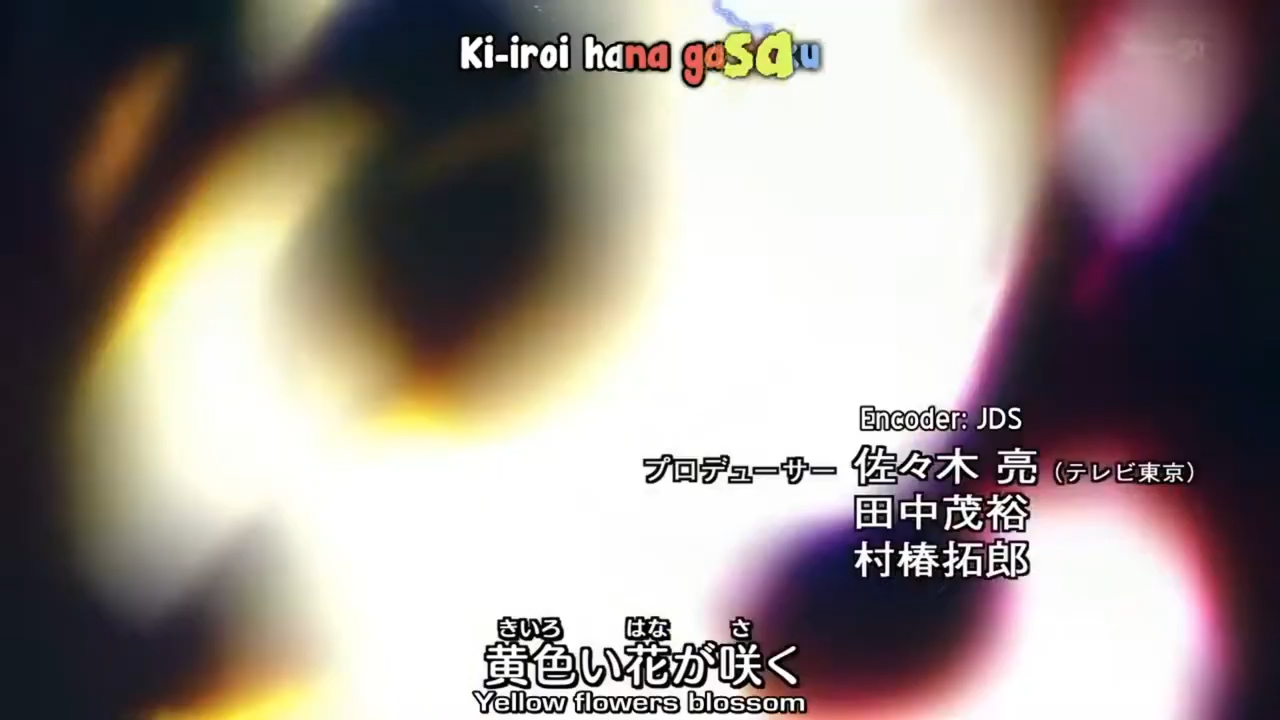 Ki-iroi hana ga saku
Encoder: JDS
プロデューサー 佐々木 亮 (テレビ東京)
田中茂裕
村椿拓郎
きいろ はな さ
黄色い花が咲く
Yellow flowers blossom